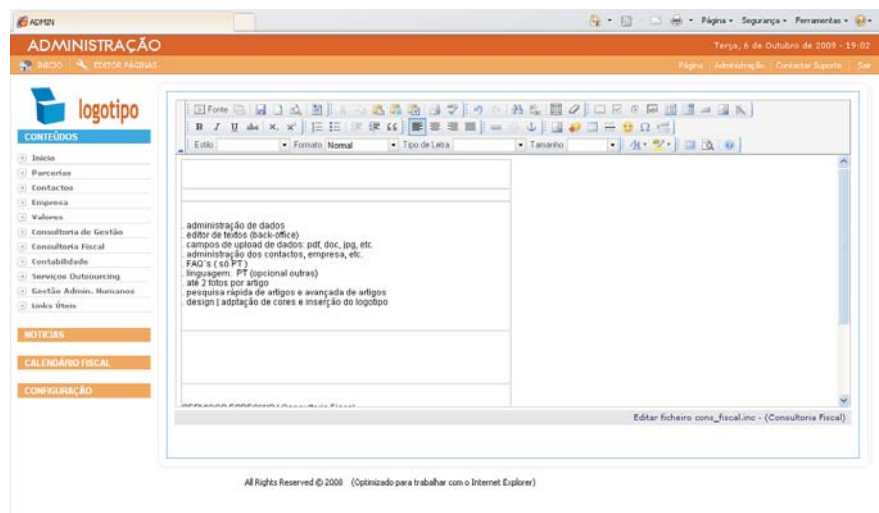 ADMIN
Página Segurança Ferramentas
ADMINISTRAÇÃO
Terça, 6 de Outubro de 2009 - 19:02
INICIO | EDITOR PÁGINAS
Página | Administração | Contactar Suporte | Sair
logotipo
CONTEÚDOS
Inicio
Parcerias
Contactos
Empresa
Valores
Consultoria de Gestão
Consultoria Fiscal
Contabilidade
Serviços Outsourcing
Gestão Admin. Humanos
Links Úteis
NOTICIAS
CALENDÁRIO FISCAL
CONFIGURAÇÃO
Fonte
B I U abc x₂ x²
Estilo Formato Normal Tipo de Letra Tamanho
. administração de dados
. editor de textos (back-office)
. campos de upload de dados: pdf, doc, jpg, etc.
. administração dos contactos, empresa, etc.
. FAQ´s ( só PT )
. linguagem: PT (opcional outras)
. até 2 fotos por artigo
. pesquisa rápida de artigos e avançada de artigos
. design | adptação de cores e inserção do logotipo
Editar ficheiro cons_fiscal.inc - (Consultoria Fiscal)
All Rights Reserved © 2008 (Optimizado para trabalhar com o Internet Explorer)